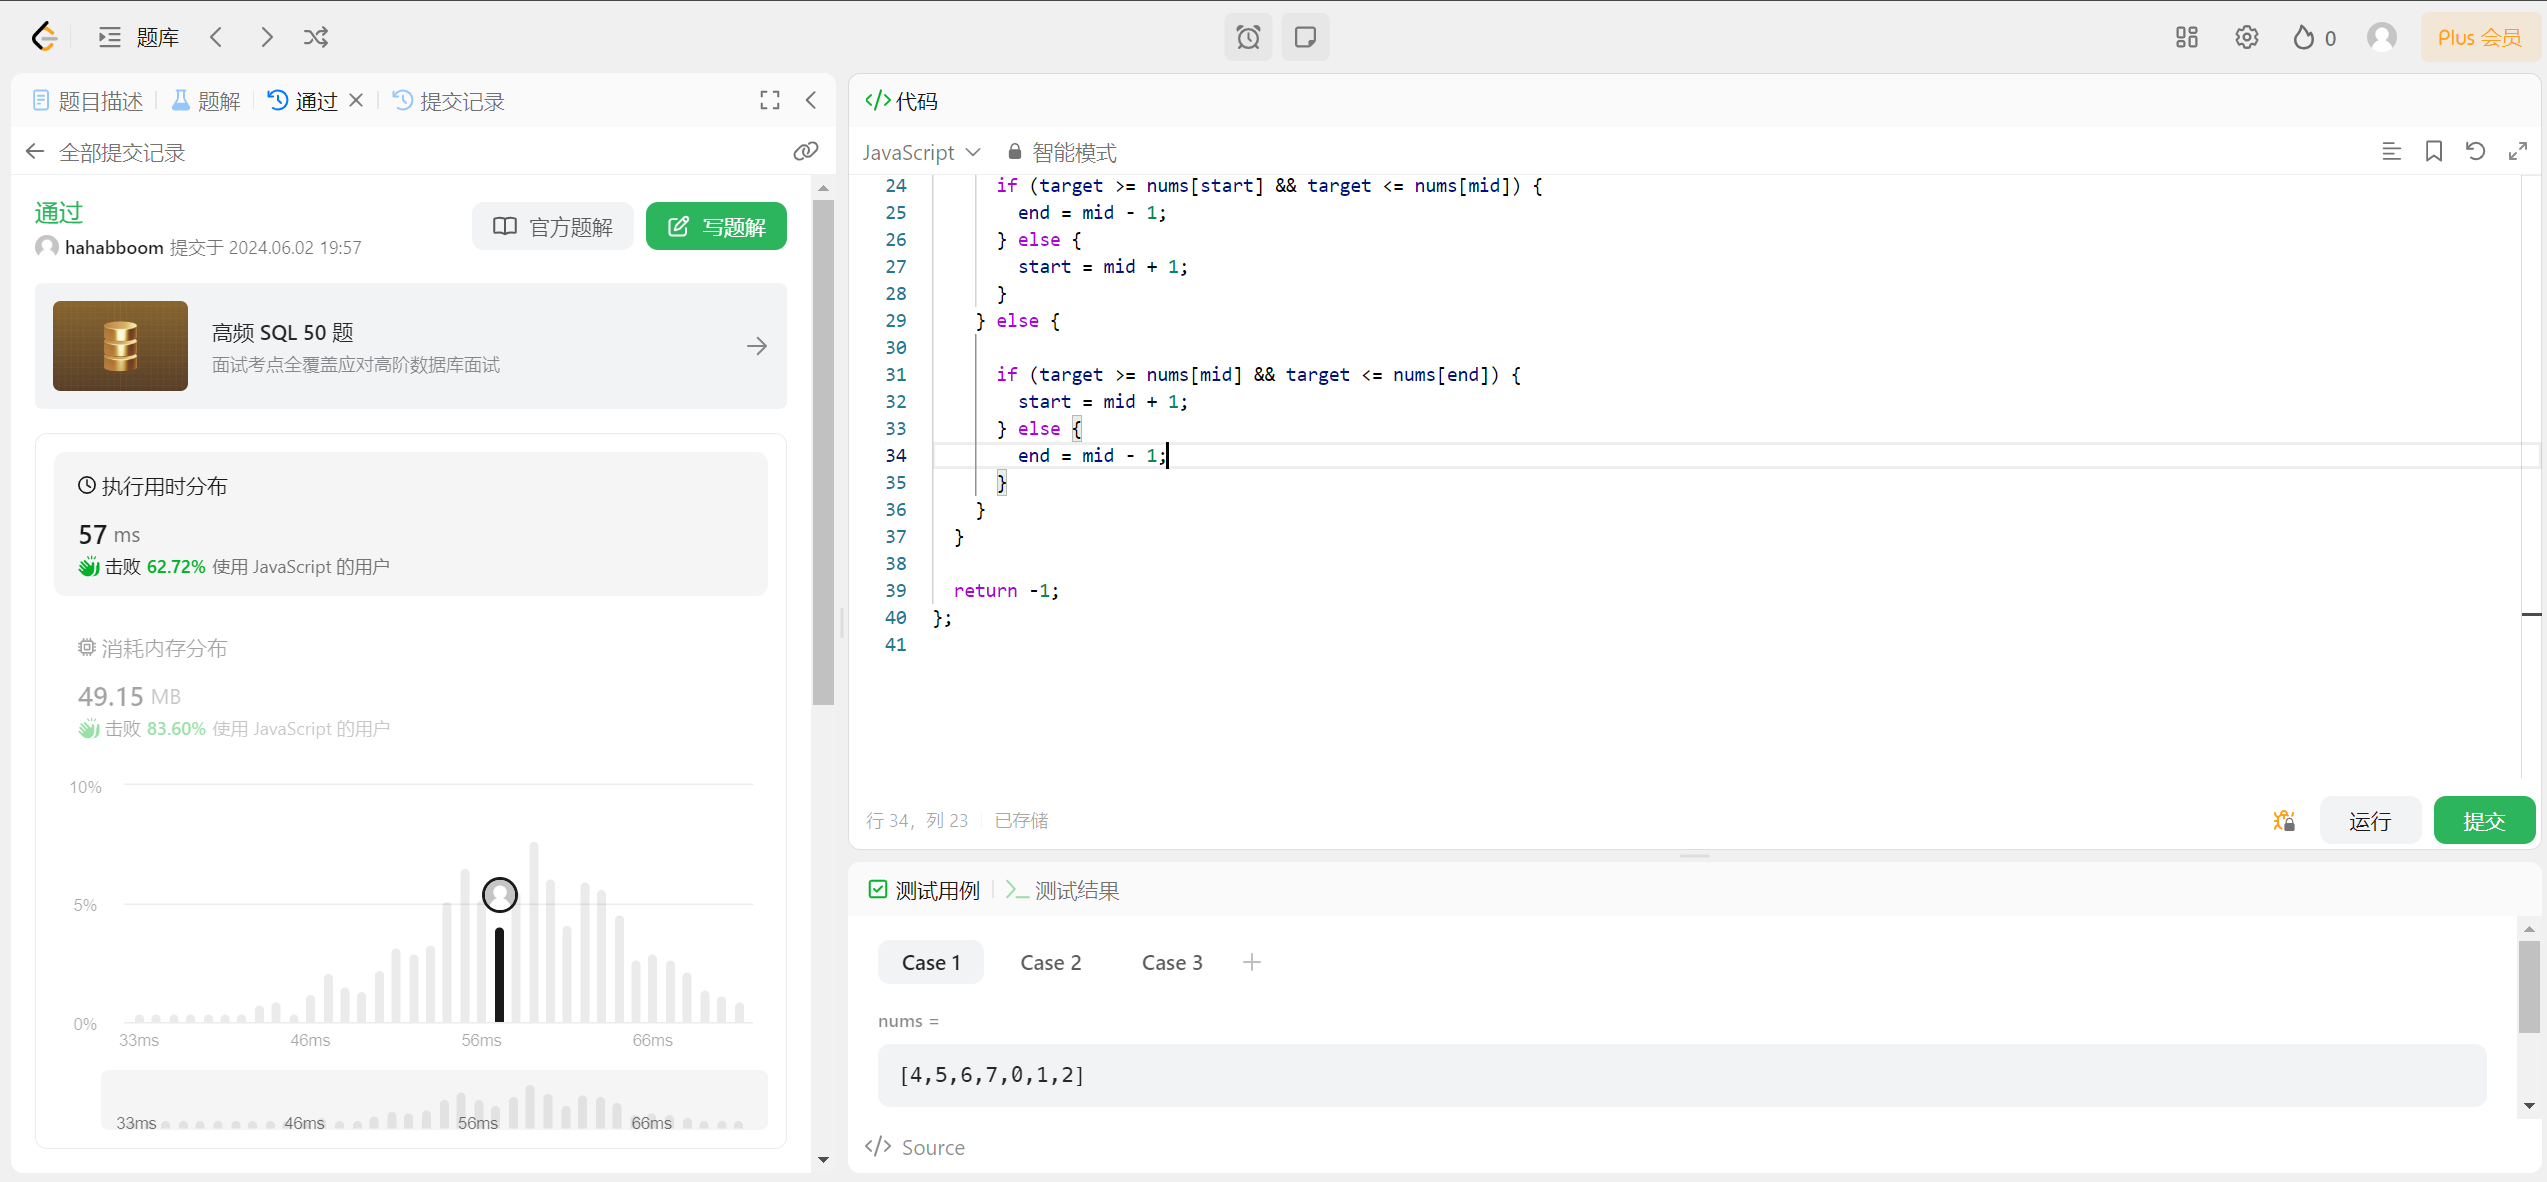 题库
0
Plus 会员
题目描述
题解
通过
提交记录
全部提交记录
通过
hahabboom 提交于 2024.06.02 19:57
官方题解
写题解
高频 SQL 50 题
面试考点全覆盖应对高阶数据库面试
执行用时分布
57 ms
击败 62.72% 使用 JavaScript 的用户
消耗内存分布
49.15 MB
击败 83.60% 使用 JavaScript 的用户
10%
5%
0%
33ms 46ms 56ms 66ms
33ms 46ms 56ms 66ms
代码
JavaScript 智能模式
24 if (target >= nums[start] && target <= nums[mid]) {
25 end = mid - 1;
26 } else {
27 start = mid + 1;
28 }
29 } else {
30
31 if (target >= nums[mid] && target <= nums[end]) {
32 start = mid + 1;
33 } else {
34 end = mid - 1;
35 }
36 }
37 }
38
39 return -1;
40 };
41
行 34, 列 23 已存储
运行
提交
测试用例
测试结果
Case 1 Case 2 Case 3
nums =
[4,5,6,7,0,1,2]
Source